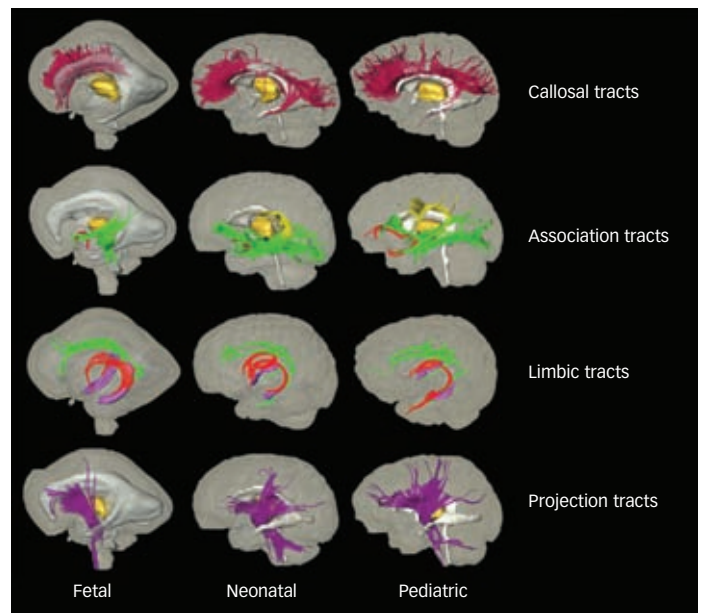 Callosal tracts
Association tracts
Limbic tracts
Projection tracts
Fetal Neonatal Pediatric